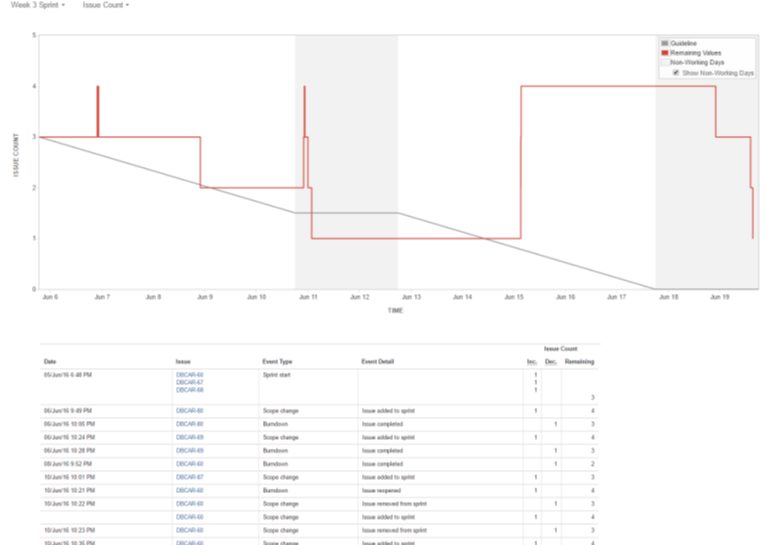 Week 3 Sprint Issue Count
5
Guideline
Remaining Values
Non-Working Days
Show Non-Working Days
4
3
ISSUE COUNT
2
1
0
Jun 6 Jun 7 Jun 8 Jun 9 Jun 10 Jun 11 Jun 12 Jun 13 Jun 14 Jun 15 Jun 16 Jun 17 Jun 18 Jun 19
TIME
Issue Count
Date Issue Event Type Event Detail Inc. Dec. Remaining
05/Jun/16 6:48 PM DBCAR-60 Sprint start 1
DBCAR-67 1
DBCAR-68 1
3
06/Jun/16 9:49 PM DBCAR-80 Scope change Issue added to sprint 1 4
06/Jun/16 10:05 PM DBCAR-80 Burndown Issue completed 1 3
06/Jun/16 10:24 PM DBCAR-69 Scope change Issue added to sprint 1 4
06/Jun/16 10:28 PM DBCAR-69 Burndown Issue completed 1 3
08/Jun/16 9:52 PM DBCAR-60 Burndown Issue completed 1 2
10/Jun/16 10:01 PM DBCAR-87 Scope change Issue added to sprint 1 3
10/Jun/16 10:21 PM DBCAR-60 Burndown Issue reopened 1 4
10/Jun/16 10:22 PM DBCAR-60 Scope change Issue removed from sprint 1 3
DBCAR-60 Scope change Issue added to sprint 1 4
10/Jun/16 10:23 PM DBCAR-60 Scope change Issue removed from sprint 1 3
10/Jun/16 10:35 PM DBCAR-60 Scope change Issue added to sprint 1 4